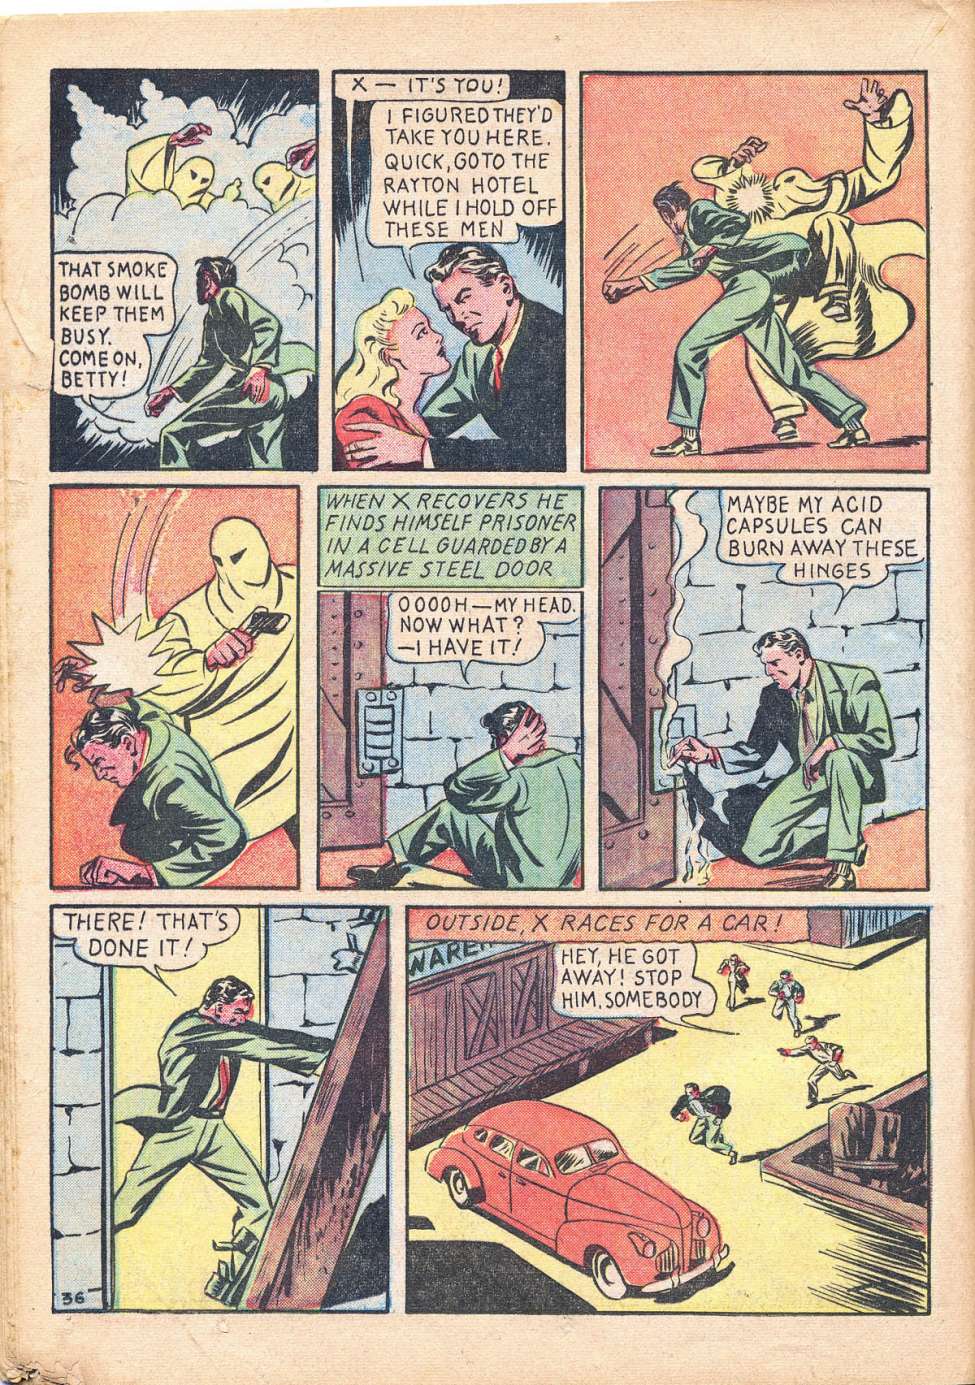 THAT SMOKE
BOMB WILL
KEEP THEM
BUSY.
COME ON,
BETTY!
X — IT'S YOU!
I FIGURED THEY'D
TAKE YOU HERE.
QUICK, GO TO THE
RAYTON HOTEL
WHILE I HOLD OFF
THESE MEN
WHEN X RECOVERS HE
FINDS HIMSELF PRISONER
IN A CELL GUARDED BY A
MASSIVE STEEL DOOR
OOOOH — MY HEAD.
NOW WHAT?
— I HAVE IT!
MAYBE MY ACID
CAPSULES CAN
BURN AWAY THESE
HINGES
THERE! THAT'S
DONE IT!
36
OUTSIDE, X RACES FOR A CAR!
WARE
HEY, HE GOT
AWAY! STOP
HIM, SOMEBODY